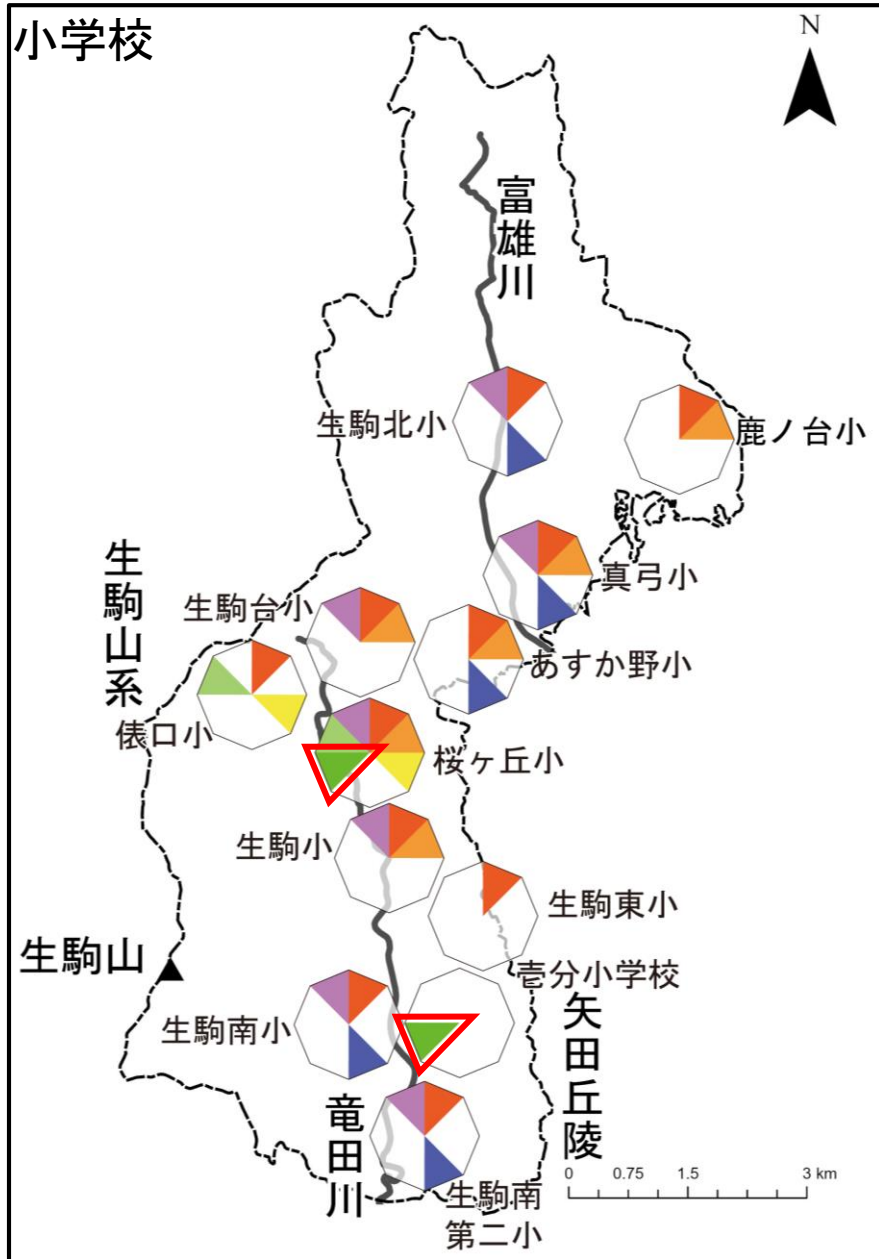 小学校
N
富雄川
生駒北小
鹿ノ台小
生駒山系
真弓小
生駒台小
あすか野小
俵口小
桜ヶ丘小
生駒小
生駒東小
生駒山
壱分小学校
生駒南小
矢田丘陵
竜田川
0 0.75 1.5 3 km
生駒南
第二小